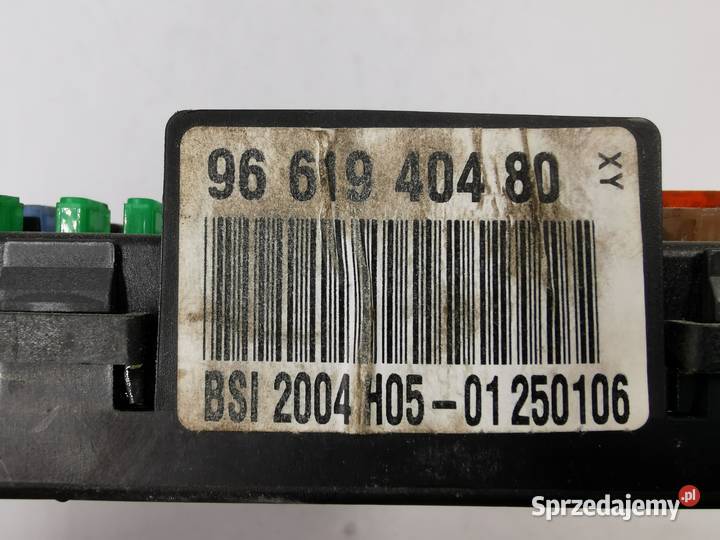 96 619 404 80
XY
BSI 2004 H05-01 250106
Sprzedajemy.pl